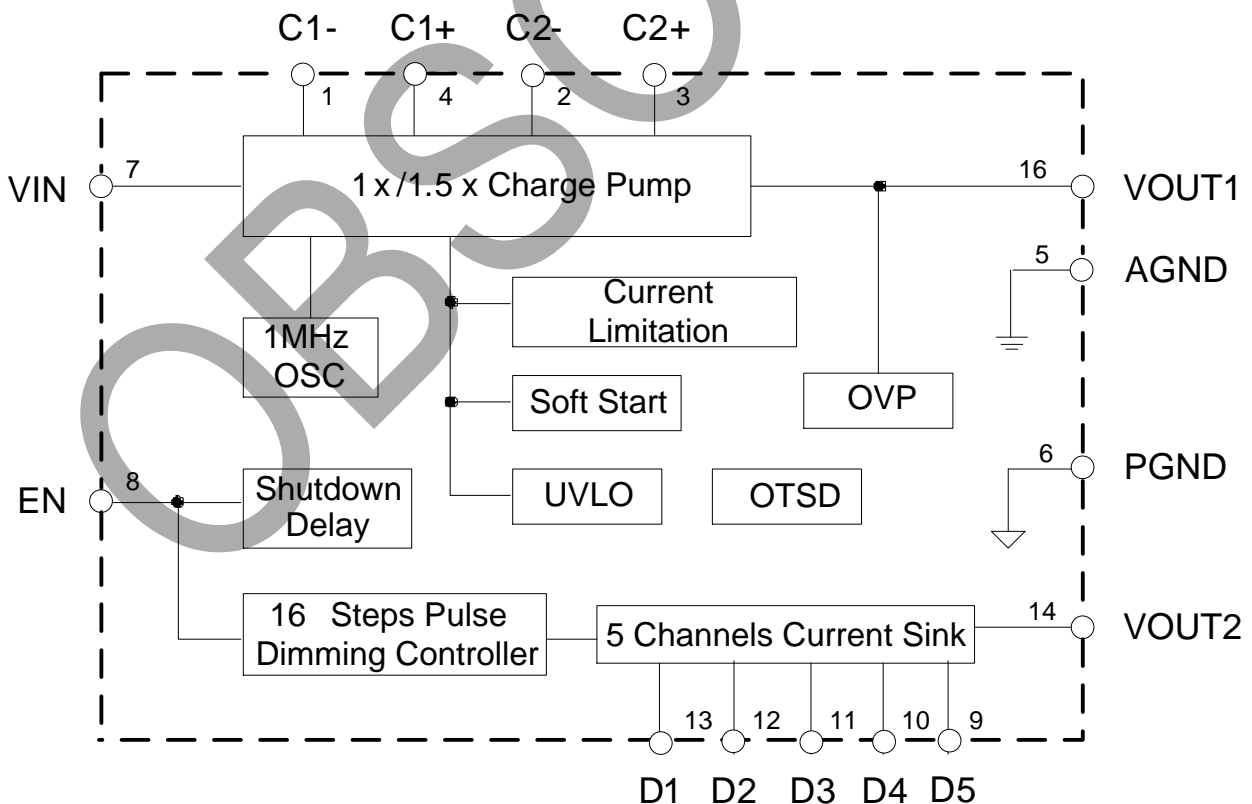 C1- C1+ C2- C2+
1 4 2 3
VIN 7 1x/1.5x Charge Pump 16 VOUT1
5 AGND
Current
Limitation
1MHz
OSC
Soft Start OVP
6 PGND
EN 8 Shutdown
Delay
UVLO OTSD
16 Steps Pulse
Dimming Controller
5 Channels Current Sink 14 VOUT2
13 12 11 10 9
D1 D2 D3 D4 D5